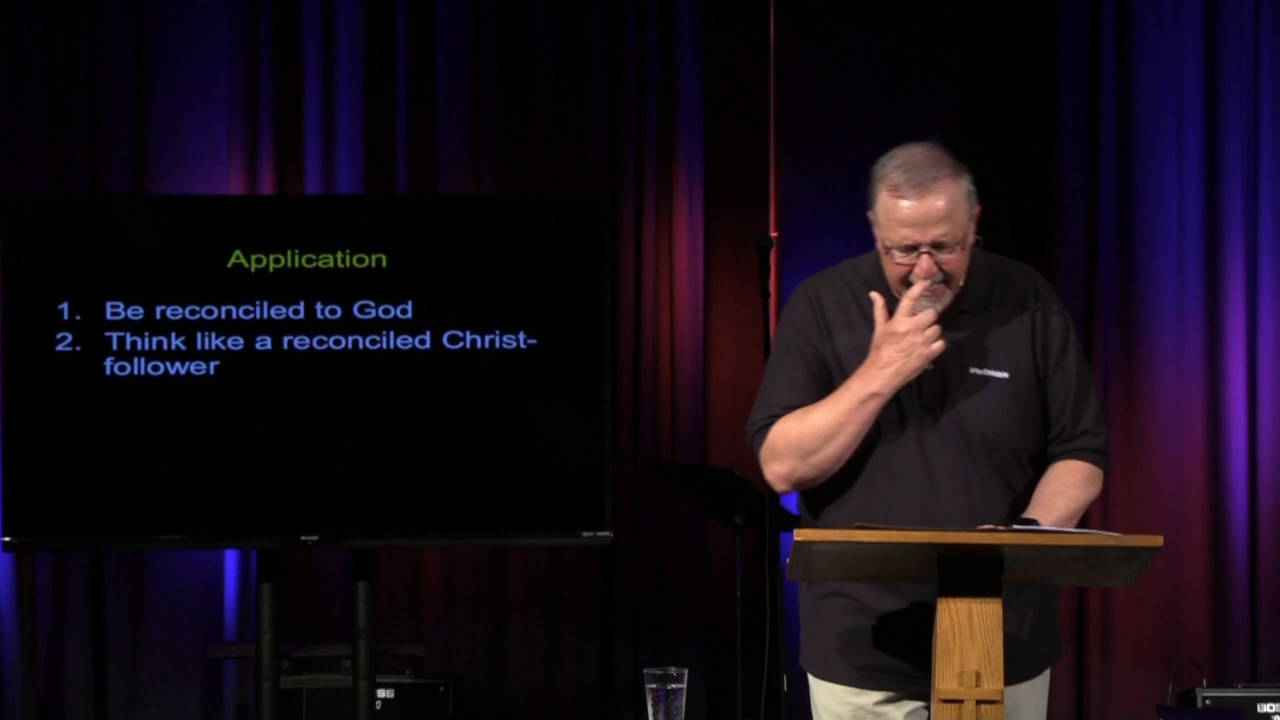 Application
1. Be reconciled to God
2. Think like a reconciled Christ-
follower